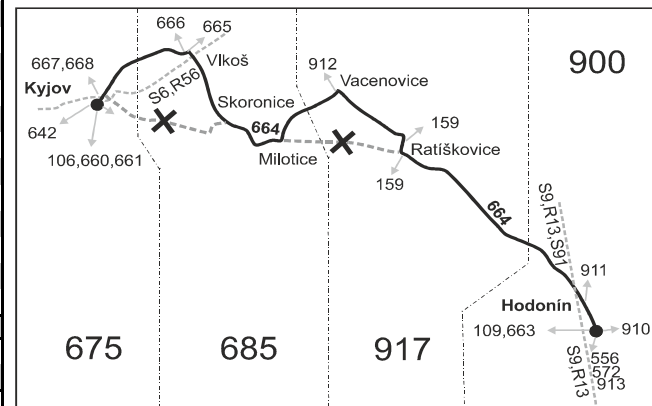 666
665
667,668
Vlkoš
912
Vacenovice
900
Kyjov
S6,R56
Skoronice
159
642
664
Milotice
Ratíškovice
106,660,661
159
664
S9,R13,S91
911
Hodonín
109,663
910
675
685
917
S9,R13
556
572
913